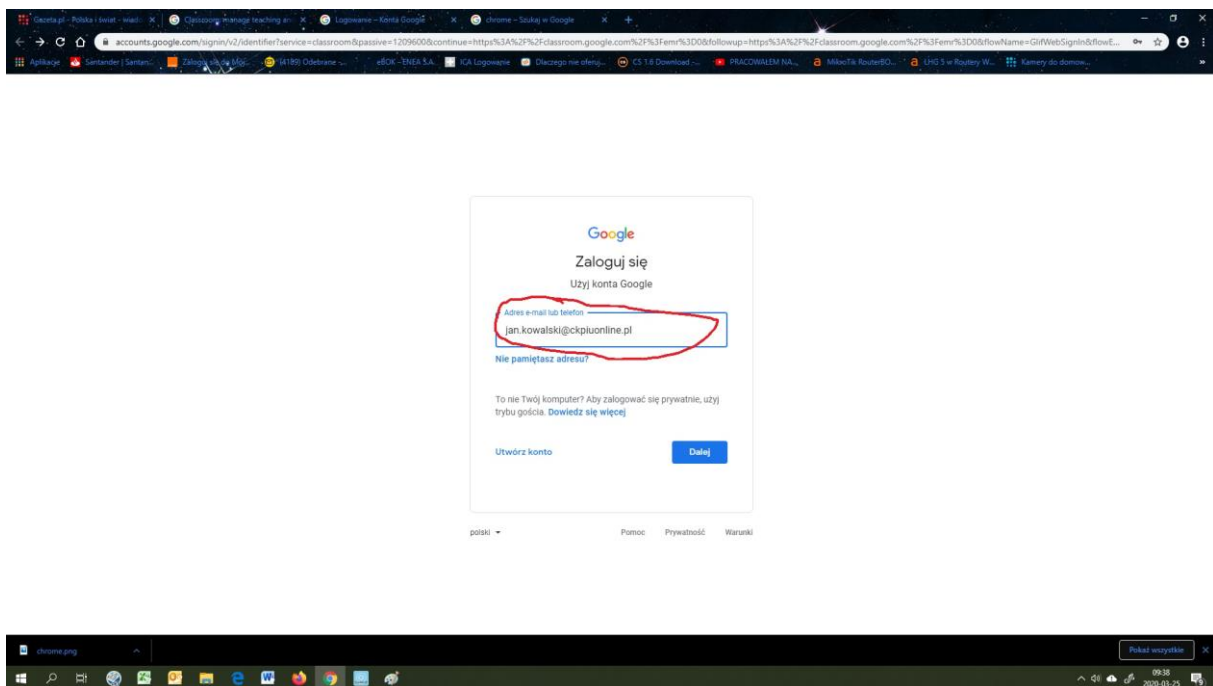 Gazeta.pl - Polska i świat - wiado
Classroom: manage teaching an
Logowanie – Konta Google
chrome – Szukaj w Google
accounts.google.com/signin/v2/identifier?service=classroom&passive=1209600&continue=https%3A%2F%2Fclassroom.google.com%2F%3Femr%3D0&followup=https%3A%2F%2Fclassroom.google.com%2F%3Femr%3D0&flowName=GlifWebSignIn&flowE...
Aplikacje
Santander | Santan...
Zaloguj się do Moj...
(4189) Odebrane -...
eBOK – ENEA S.A.
ICA Logowanie
Dlaczego nie oferuj...
CS 1.6 Download -...
PRACOWAŁEM NA...
MikroTik RouterBO...
LHG 5 w Routery W...
Kamery do domow...
Google
Zaloguj się
Użyj konta Google
Adres e-mail lub telefon
jan.kowalski@ckpiuonline.pl
Nie pamiętasz adresu?
To nie Twój komputer? Aby zalogować się prywatnie, użyj
trybu gościa. Dowiedz się więcej
Utwórz konto
Dalej
polski
Pomoc Prywatność Warunki
chrome.png
Pokaż wszystkie
09:38
2020-03-25